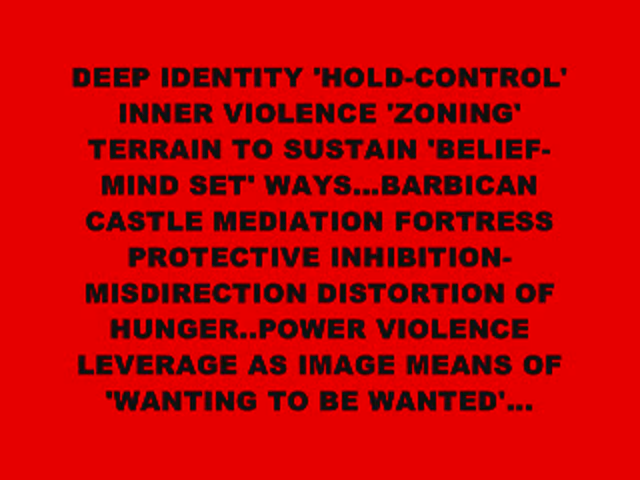 DEEP IDENTITY 'HOLD-CONTROL'
INNER VIOLENCE 'ZONING'
TERRAIN TO SUSTAIN 'BELIEF-
MIND SET' WAYS...BARBICAN
CASTLE MEDIATION FORTRESS
PROTECTIVE INHIBITION-
MISDIRECTION DISTORTION OF
HUNGER..POWER VIOLENCE
LEVERAGE AS IMAGE MEANS OF
'WANTING TO BE WANTED'...